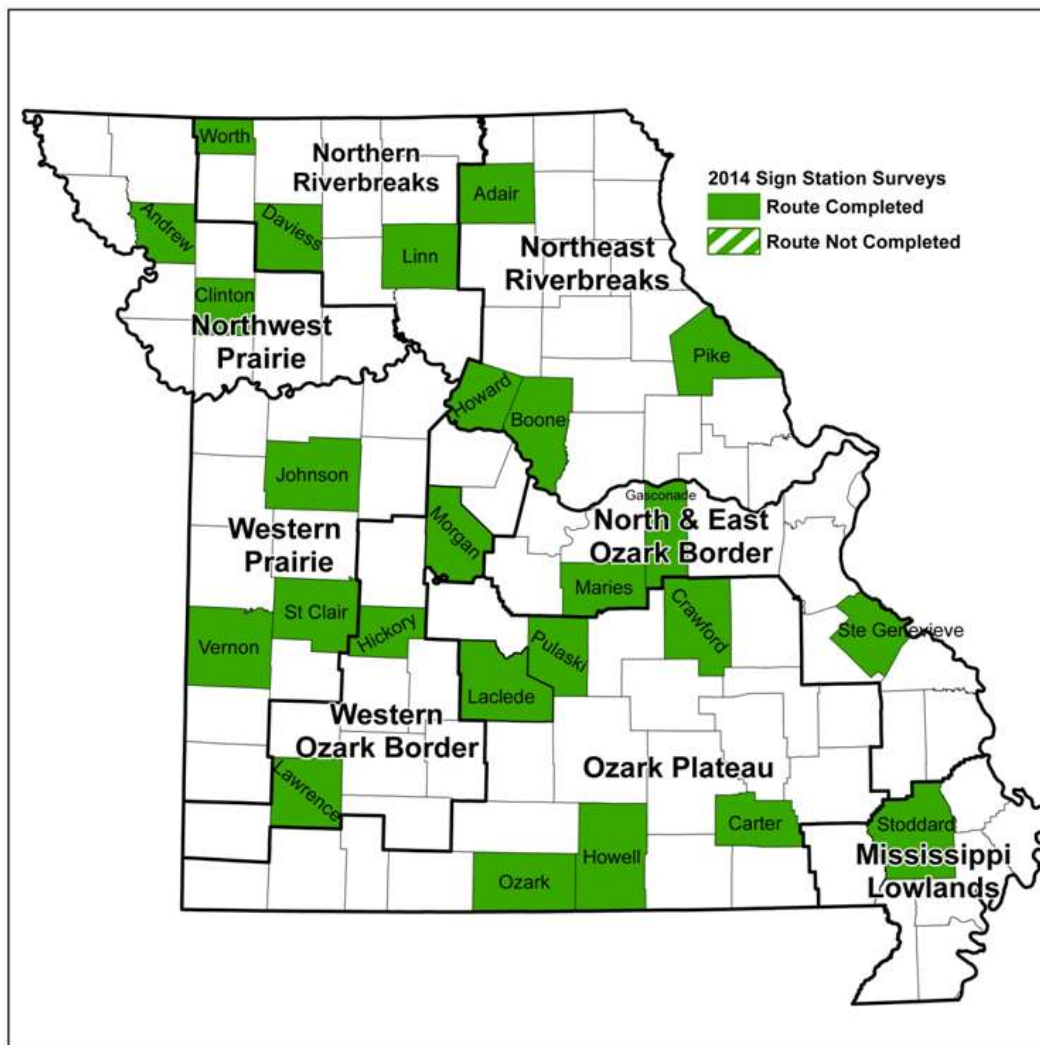 Worth
Northern
Riverbreaks
Adair
2014 Sign Station Surveys
Route Completed
Route Not Completed
Andrew
Daviess
Linn
Northeast
Riverbreaks
Clinton
Northwest
Prairie
Pike
Howard
Boone
Johnson
Gasconade
Morgan
North & East
Ozark Border
Western
Prairie
Maries
St Clair
Hickory
Crawford
Vernon
Pulaski
Ste Genevieve
Laclede
Western
Ozark Border
Ozark Plateau
Lawrence
Carter
Stoddard
Howell
Mississippi
Lowlands
Ozark